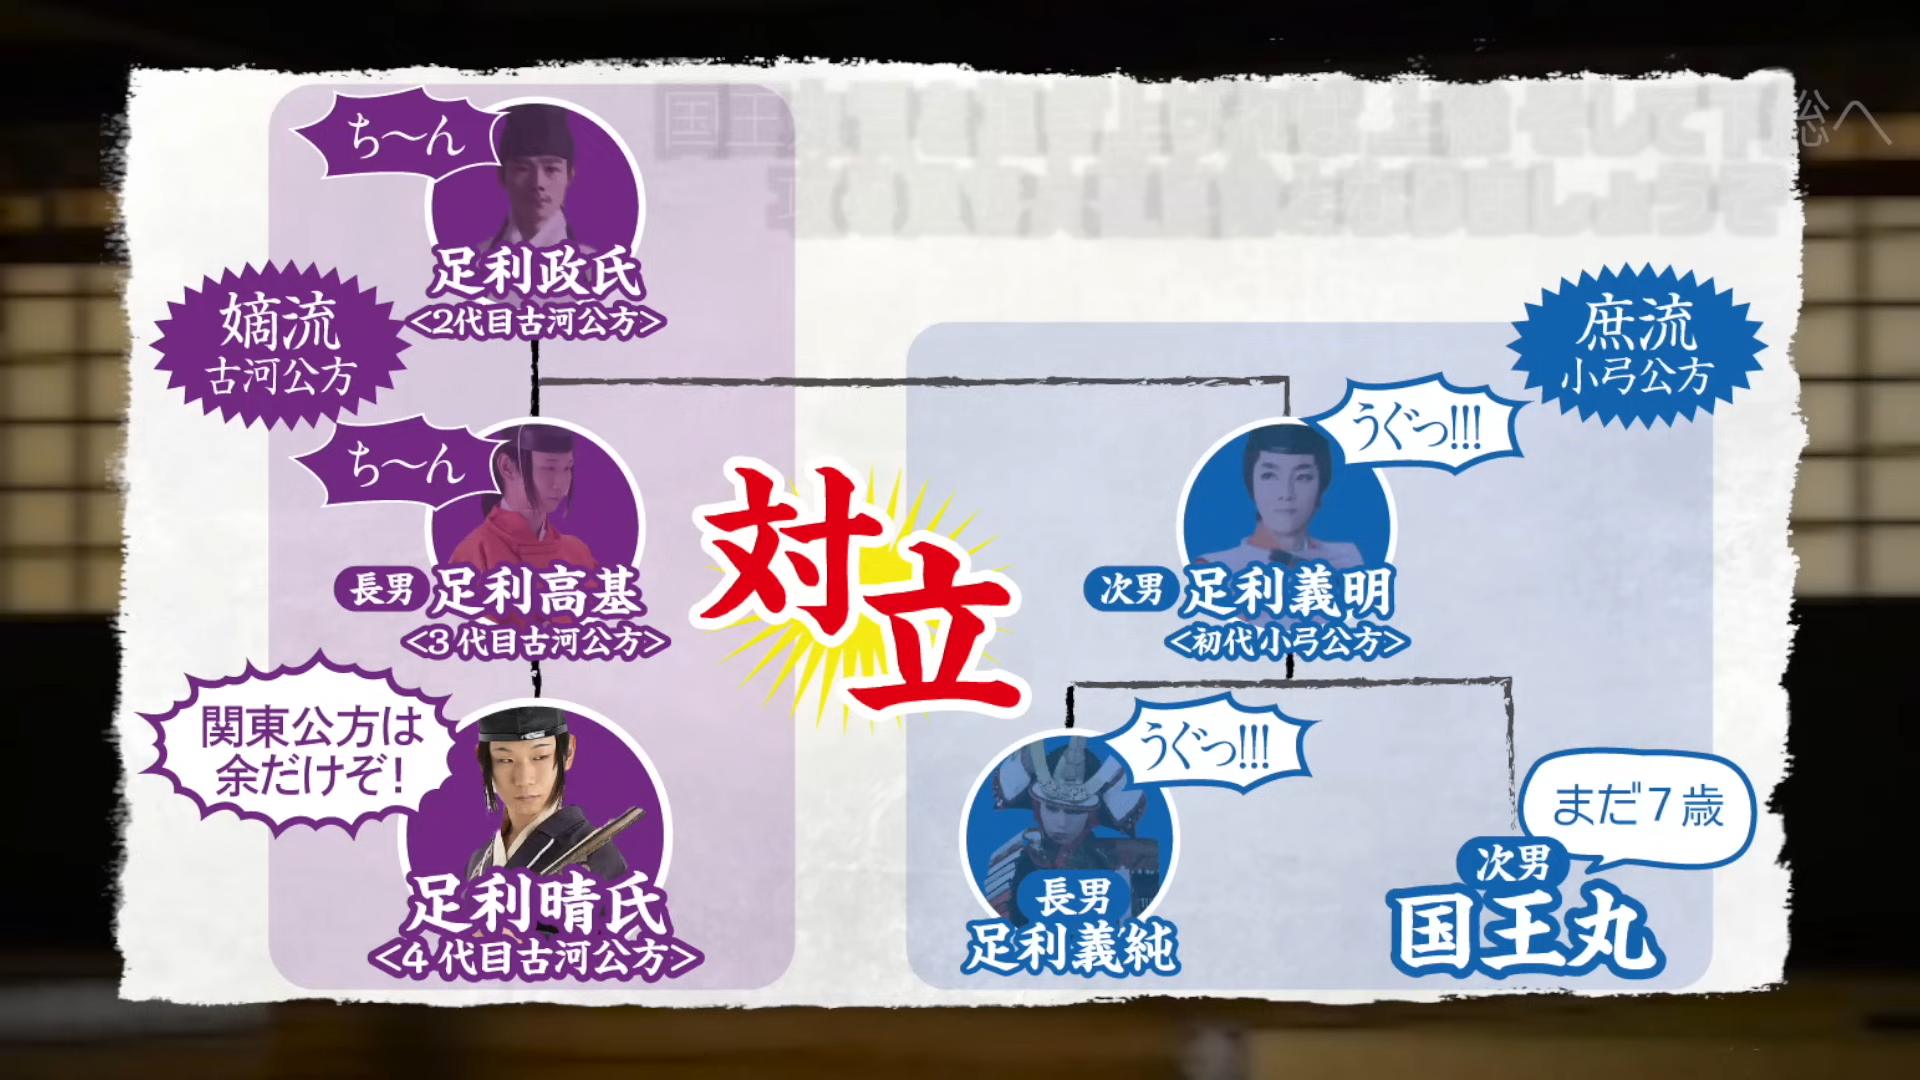 ち〜ん
足利政氏
<2代目古河公方>
嫡流
古河公方
庶流
小弓公方
ち〜ん
長男 足利高基
<3代目古河公方>
対立
うぐっ!!!
次男 足利義明
<初代小弓公方>
関東公方は
余だけぞ!
足利晴氏
<4代目古河公方>
うぐっ!!!
長男
足利義純
まだ7歳
次男
国王丸